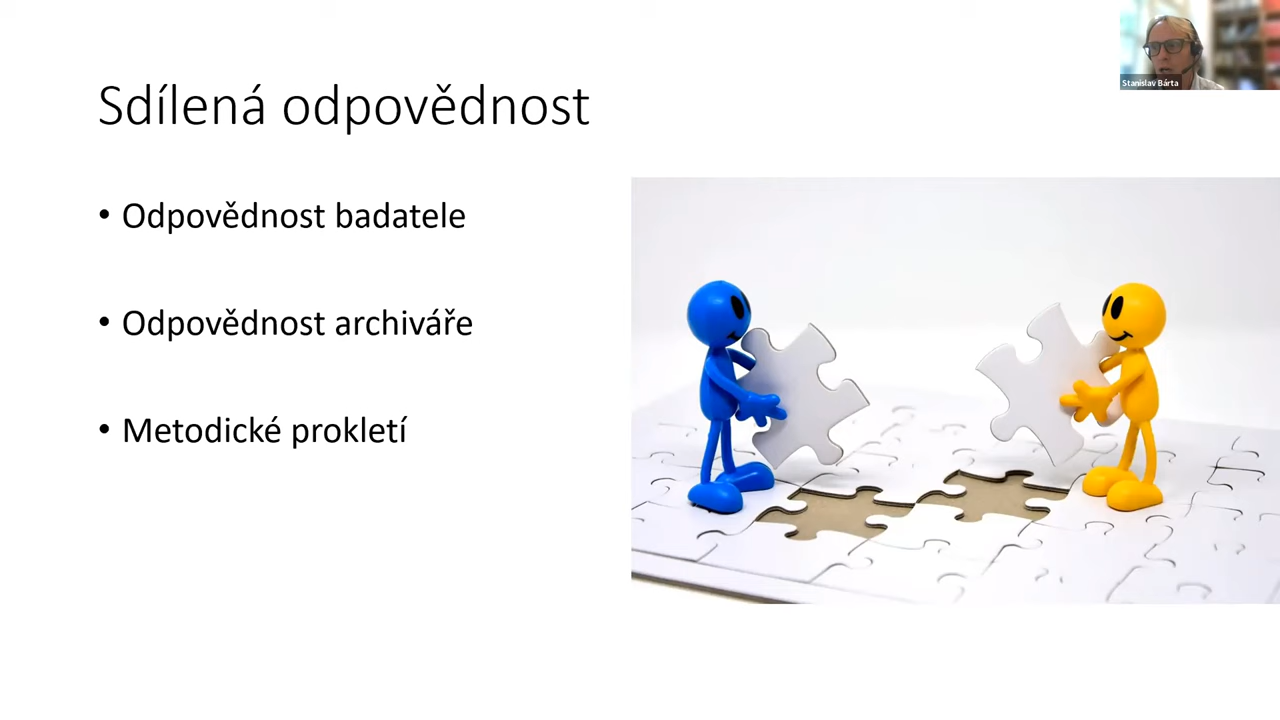 Stanislav Bárta
Sdílená odpovědnost
• Odpovědnost badatele
• Odpovědnost archiváře
• Metodické prokletí